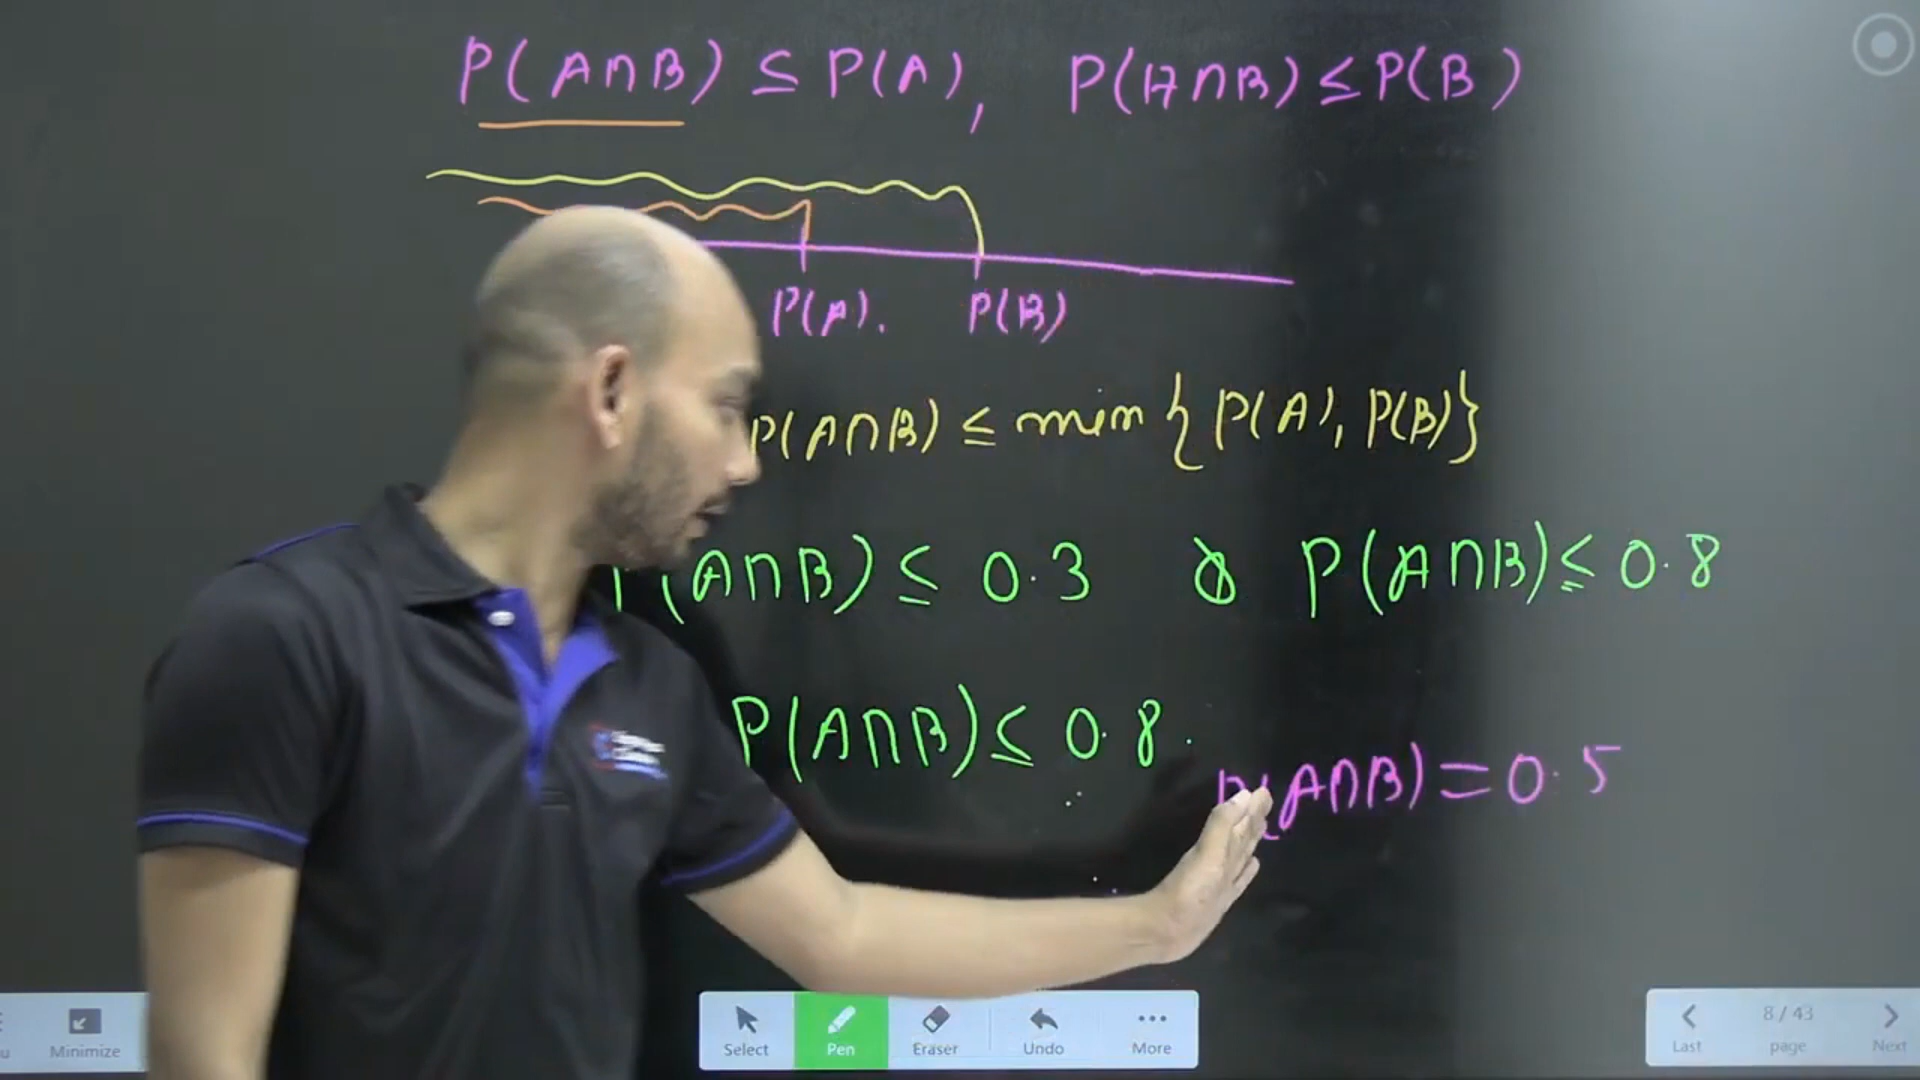 P(A∩B) ≤ P(A), P(A∩B) ≤ P(B)
P(A). P(B)
P(A∩B) ≤ min { P(A), P(B) }
(A∩B) ≤ 0.3 & P(A∩B) ≤ 0.8
P(A∩B) ≤ 0.8.
P(A∩B) = 0.5
Minimize
Select Pen Eraser Undo More
Last 8 / 43 page Next